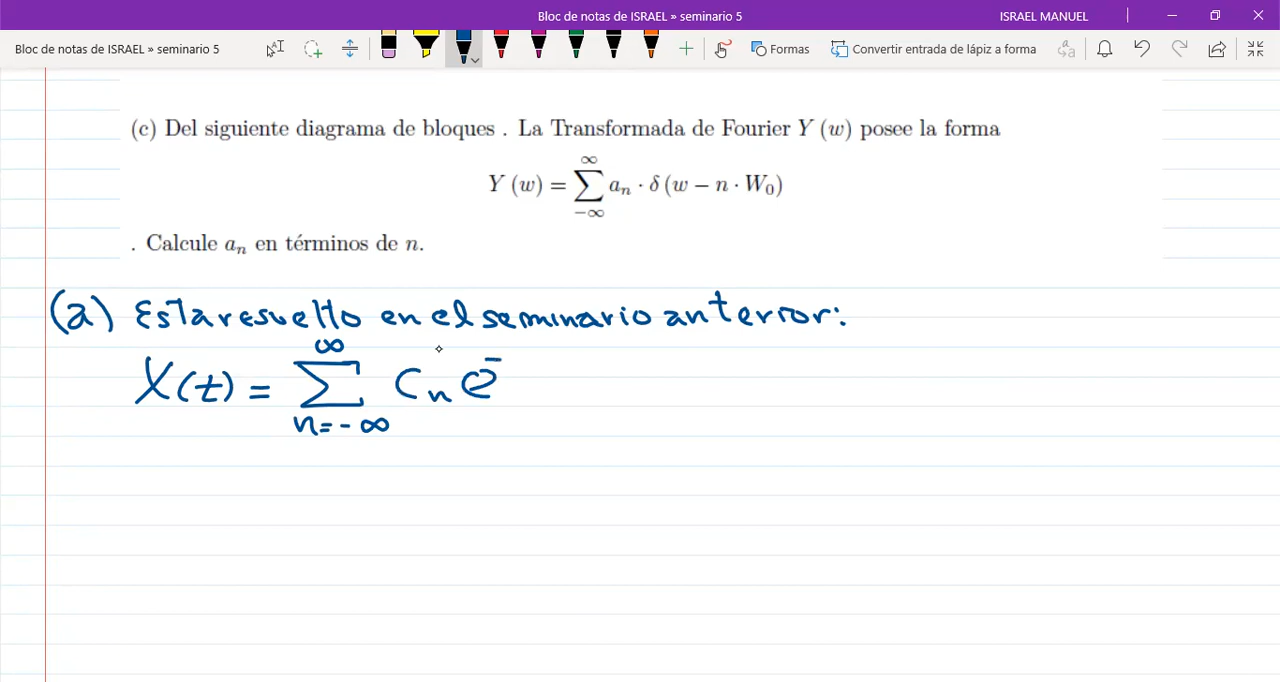 Bloc de notas de ISRAEL » seminario 5
ISRAEL MANUEL
Bloc de notas de ISRAEL » seminario 5
Formas
Convertir entrada de lápiz a forma
(c) Del siguiente diagrama de bloques . La Transformada de Fourier Y (w) posee la forma
Y (w) = ∑_{-∞}^{∞} a_n · δ (w − n · W_0)
. Calcule a_n en términos de n.
(a) Esta resuelto en el seminario anterior:
X(t) = ∑_{n=-∞}^{∞} C_n e^-